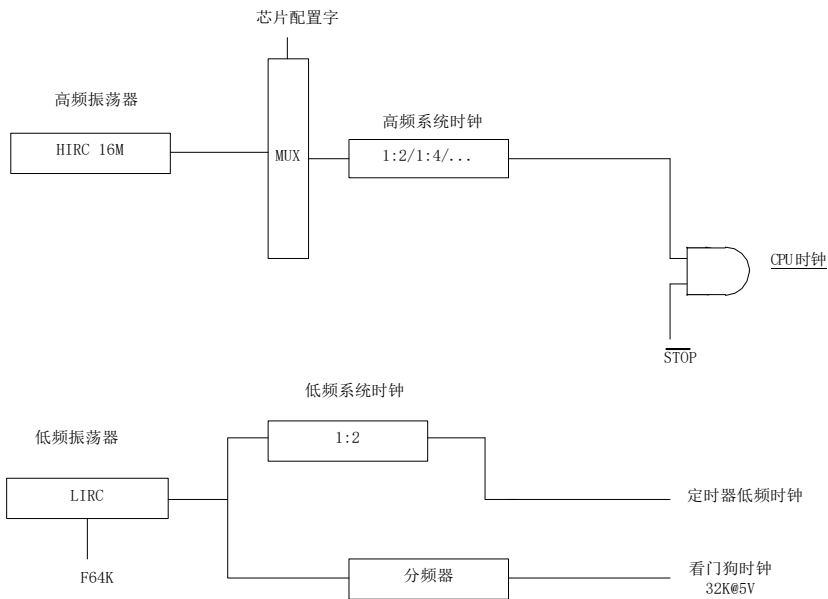 芯片配置字
高频振荡器
HIRC 16M
MUX
高频系统时钟
1:2/1:4/...
CPU时钟
STOP
低频系统时钟
1:2
低频振荡器
LIRC
定时器低频时钟
F64K
分频器
看门狗时钟
32K@5V